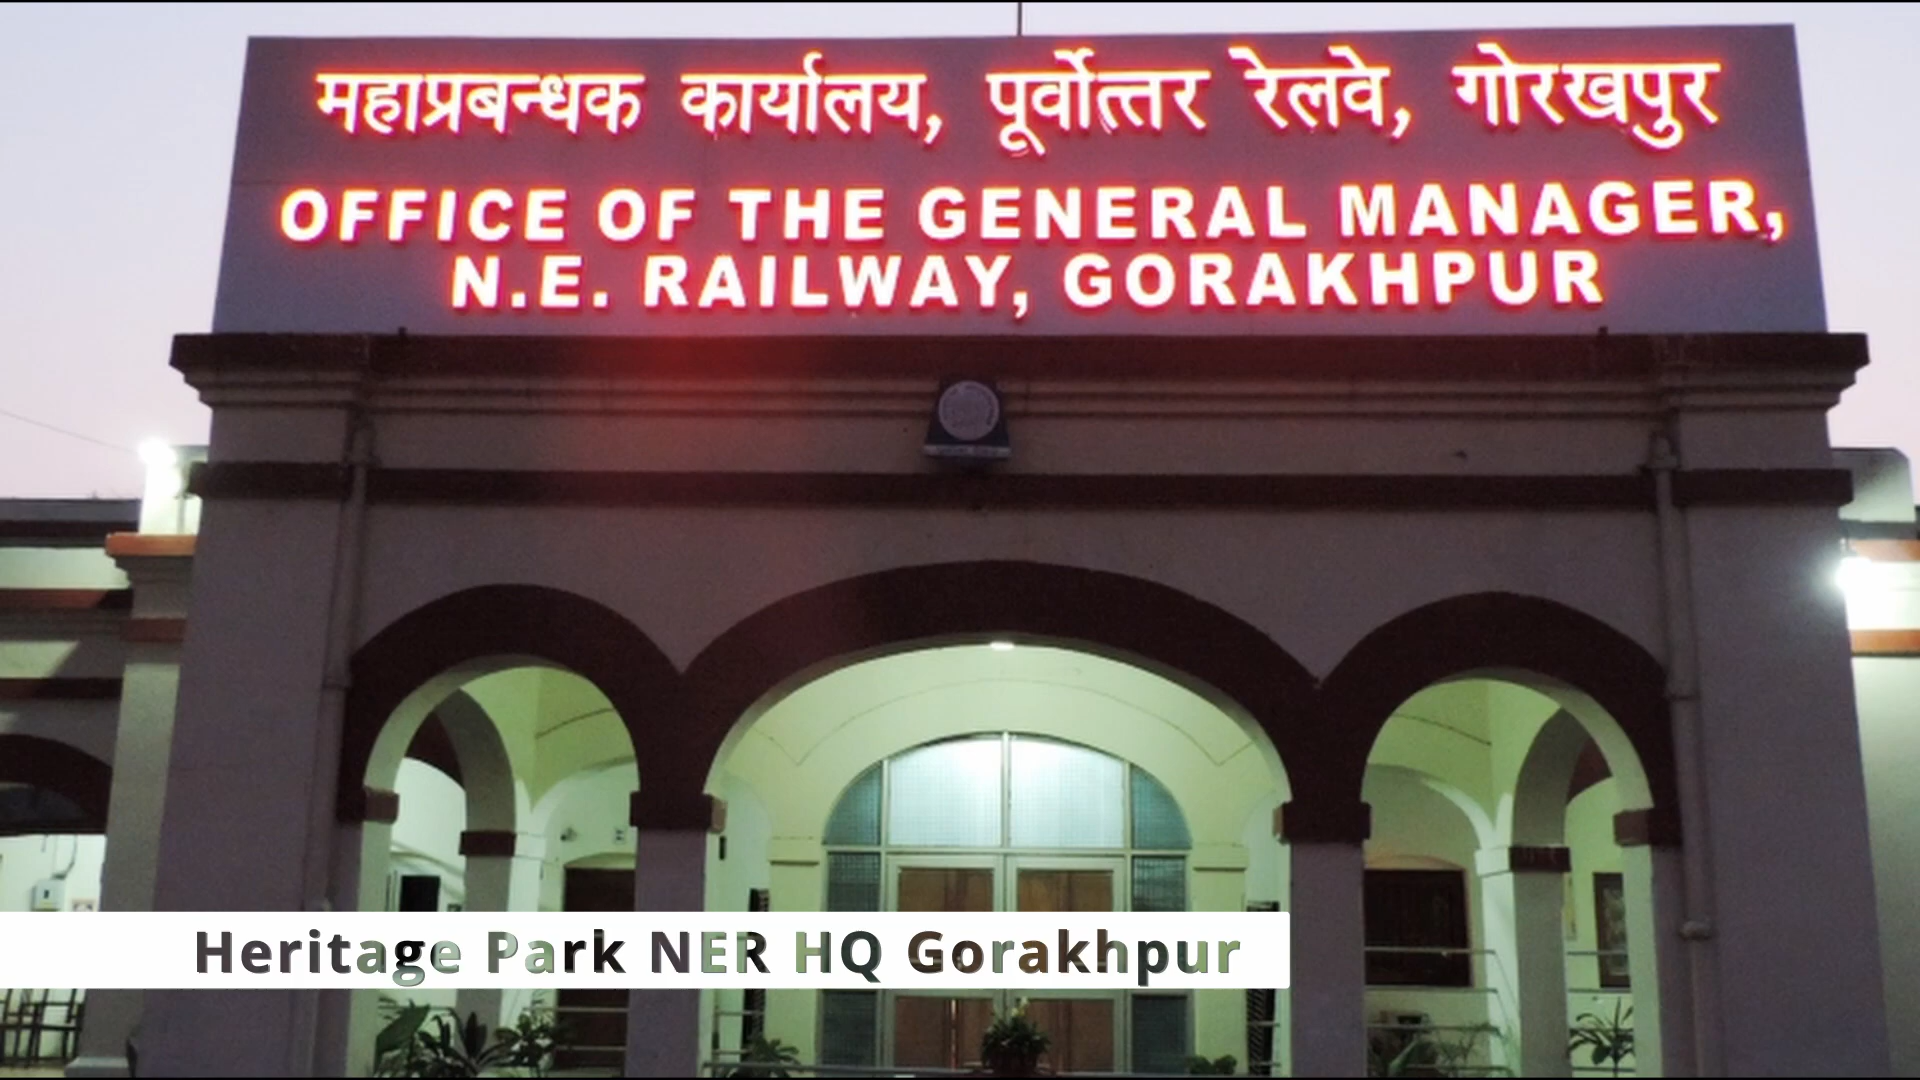 महाप्रबन्धक कार्यालय, पूर्वोत्तर रेलवे, गोरखपुर
OFFICE OF THE GENERAL MANAGER,
N.E. RAILWAY, GORAKHPUR
Heritage Park NER HQ Gorakhpur